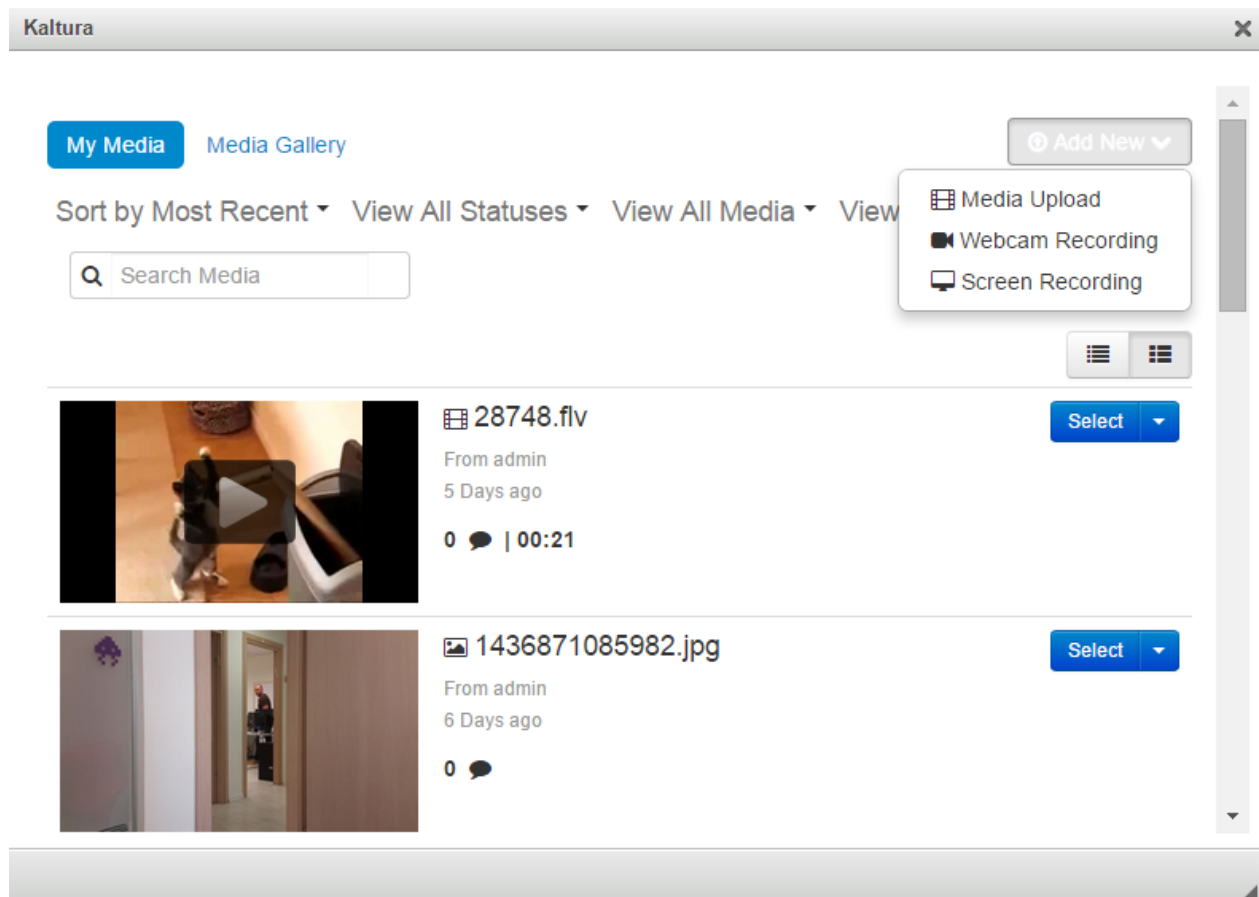 Kaltura
My Media Media Gallery Add New
Sort by Most Recent View All Statuses View All Media View
Media Upload
Webcam Recording
Screen Recording
Search Media
28748.flv
Select
From admin
5 Days ago
0 | 00:21
1436871085982.jpg
Select
From admin
6 Days ago
0